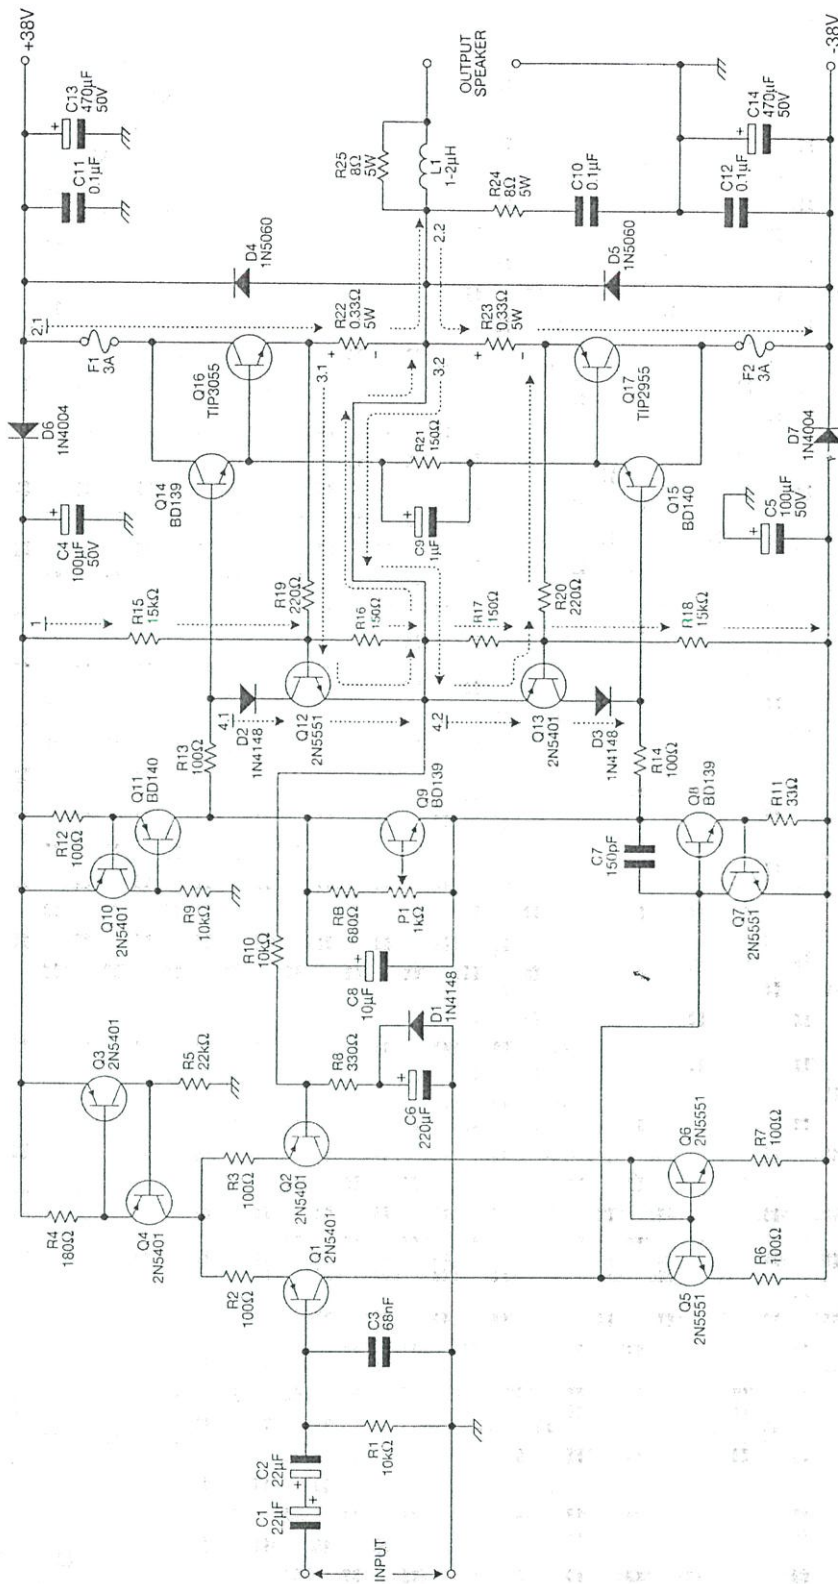 INPUT
C1
22µF
C2
22µF
R1
10kΩ
C3
68nF
Q1
2N5401
R2
100Ω
R3
100Ω
Q2
2N5401
R4
180Ω
Q4
2N5401
Q3
2N5401
R5
22kΩ
Q5
2N5551
R6
100Ω
Q6
2N5551
R7
100Ω
R8
330Ω
C6
220µF
D1
1N4148
R10
10kΩ
C8
10µF
RB
680Ω
P1
1kΩ
Q9
BD139
Q10
2N5401
R9
10kΩ
R12
100Ω
Q11
BD140
C7
150pF
Q7
2N5551
Q8
BD139
R11
33Ω
R13
100Ω
R14
100Ω
4.1
D2
1N4148
Q12
2N5551
4.2
Q13
2N5401
D3
1N4148
1
R15
15kΩ
R16
150Ω
R17
150Ω
R18
15kΩ
R19
220Ω
R20
220Ω
C4
100µF
50V
C5
100µF
50V
D6
1N4004
D7
1N4004
Q14
BD139
Q15
BD140
C9
1µF
R21
150Ω
3.1
3.2
F1
3A
F2
3A
Q16
TIP3055
Q17
TIP2955
2.1
2.2
R22
0.33Ω
5W
R23
0.33Ω
5W
D4
1N5060
D5
1N5060
R24
8Ω
5W
C10
0.1µF
R25
8Ω
5W
L1
1-2µH
C11
0.1µF
C12
0.1µF
C13
470µF
50V
C14
470µF
50V
OUTPUT
SPEAKER
+38V
-38V